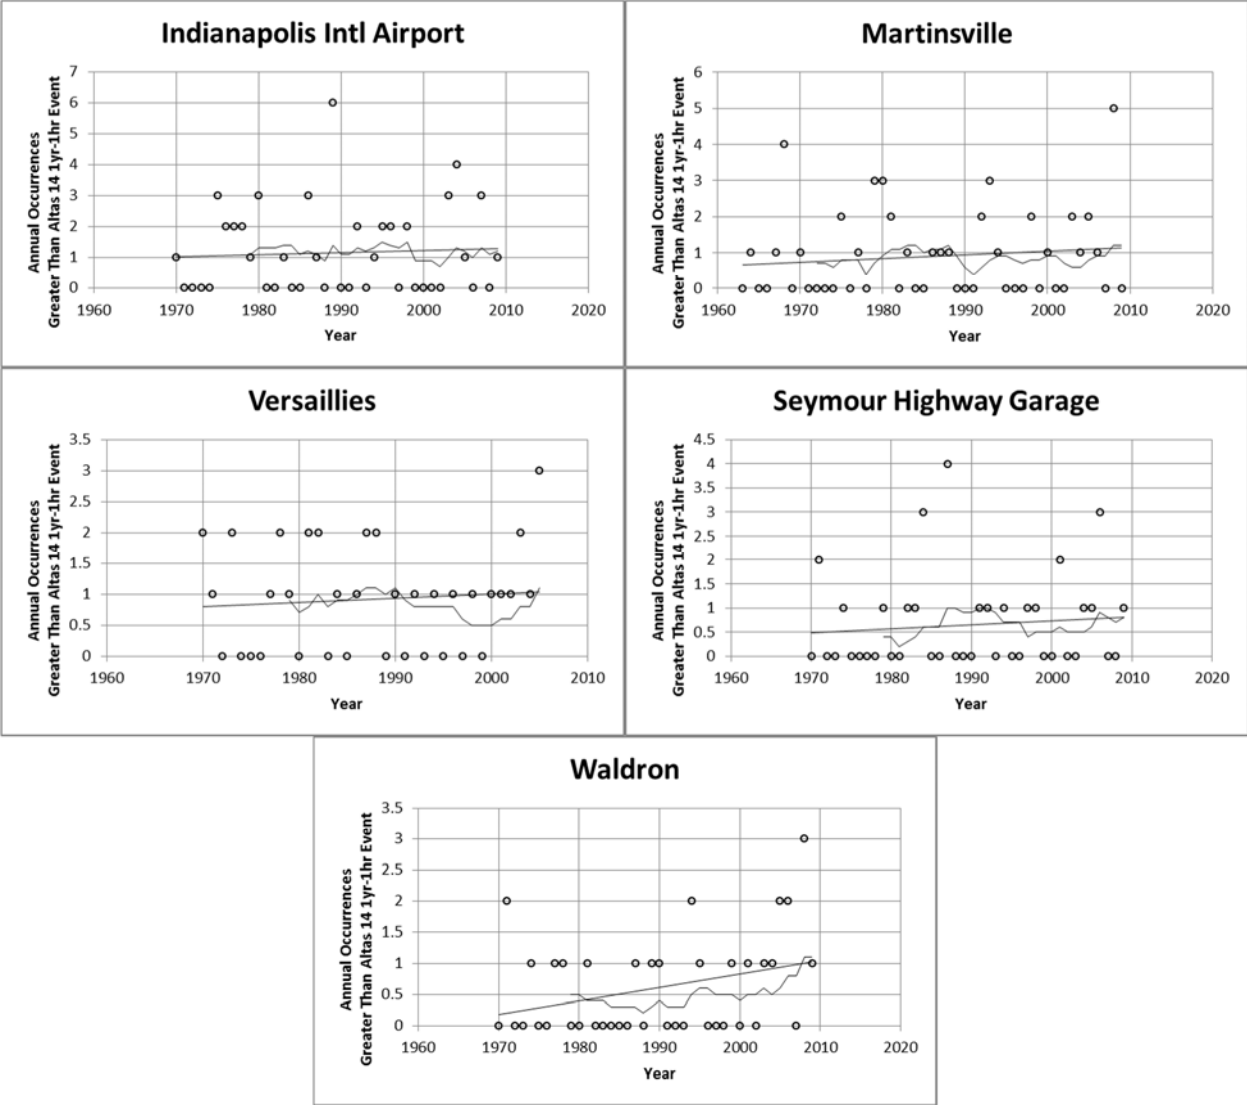 Indianapolis Intl Airport
Annual Occurrences
Greater Than Altas 14 1yr-1hr Event
7
6
5
4
3
2
1
0
1960 1970 1980 1990 2000 2010 2020
Year
Martinsville
Annual Occurrences
Greater Than Altas 14 1yr-1hr Event
6
5
4
3
2
1
0
1960 1970 1980 1990 2000 2010 2020
Year
Versaillies
Annual Occurrences
Greater Than Altas 14 1yr-1hr Event
3.5
3
2.5
2
1.5
1
0.5
0
1960 1970 1980 1990 2000 2010
Year
Seymour Highway Garage
Annual Occurrences
Greater Than Altas 14 1yr-1hr Event
4.5
4
3.5
3
2.5
2
1.5
1
0.5
0
1960 1970 1980 1990 2000 2010 2020
Year
Waldron
Annual Occurrences
Greater Than Altas 14 1yr-1hr Event
3.5
3
2.5
2
1.5
1
0.5
0
1960 1970 1980 1990 2000 2010 2020
Year